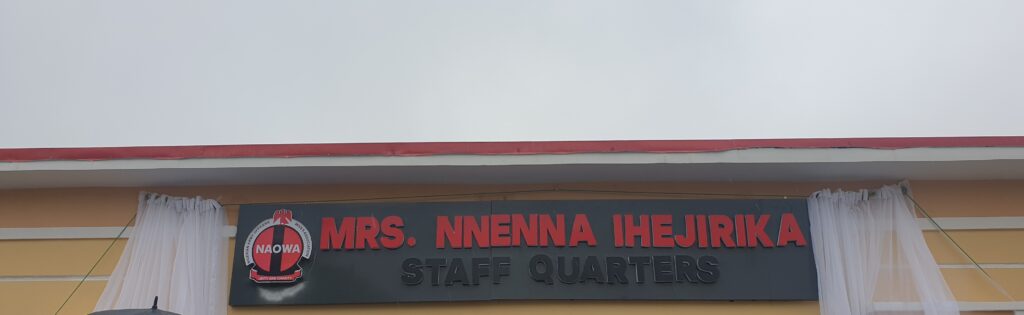 NAOWA
MRS. NNENNA IHEJIRIKA
STAFF QUARTERS